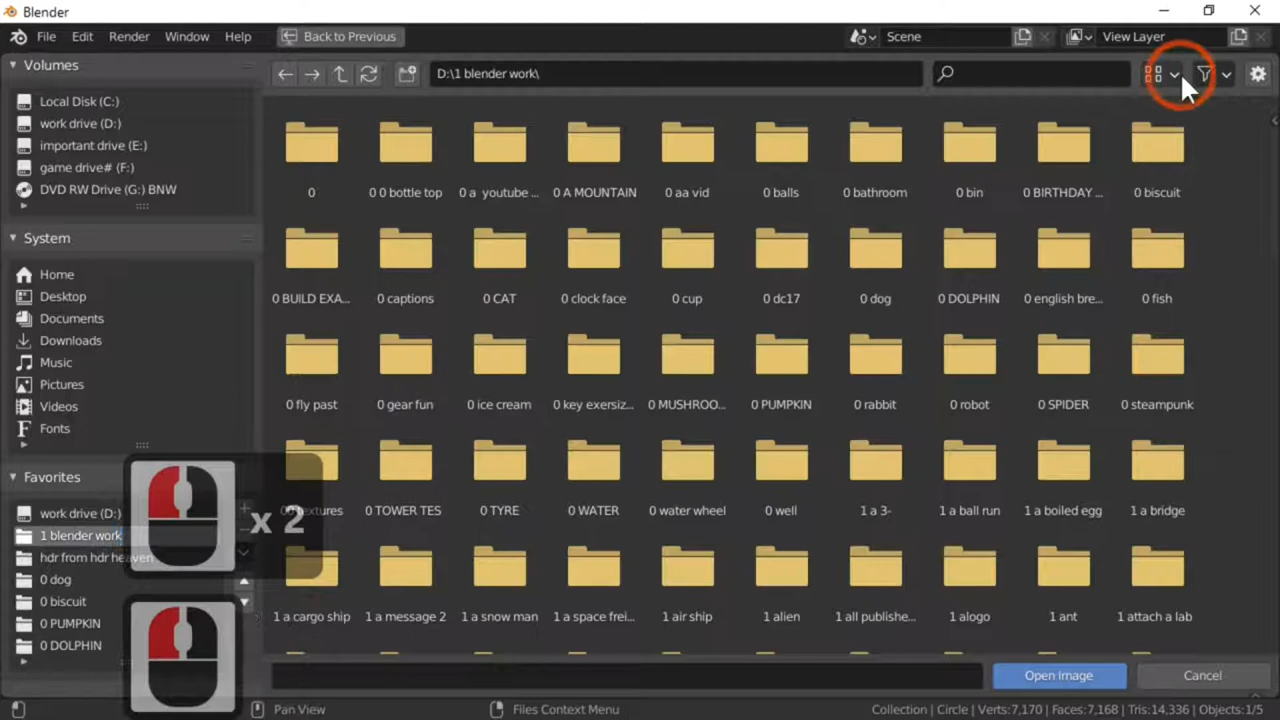 Blender
File Edit Render Window Help Back to Previous Scene View Layer
Volumes
Local Disk (C:)
work drive (D:)
important drive (E:)
game drive# (F:)
DVD RW Drive (G:) BNW
System
Home
Desktop
Documents
Downloads
Music
Pictures
Videos
Fonts
Favorites
work drive (D:)
1 blender work
hdr from hdr heaven
0 dog
0 biscuit
0 PUMPKIN
0 DOLPHIN
x 2
D:\1 blender work\
0 0 0 bottle top 0 a youtube ... 0 A MOUNTAIN 0 aa vid 0 balls 0 bathroom 0 bin 0 BIRTHDAY ... 0 biscuit
0 BUILD EXA... 0 captions 0 CAT 0 clock face 0 cup 0 dc17 0 dog 0 DOLPHIN 0 english bre... 0 fish
0 fly past 0 gear fun 0 ice cream 0 key exersiz... 0 MUSHROO... 0 PUMPKIN 0 rabbit 0 robot 0 SPIDER 0 steampunk
0 TOWER TES 0 TYRE 0 WATER 0 water wheel 0 well 1 a 3- 1 a ball run 1 a boiled egg 1 a bridge
1 a cargo ship 1 a message 2 1 a snow man 1 a space frei... 1 air ship 1 alien 1 all publishe... 1 alogo 1 ant 1 attach a lab
Open Image Cancel
Pan View Files Context Menu Collection | Circle | Verts:7,170 | Faces:7,168 | Tris:14,336 | Objects:1/5